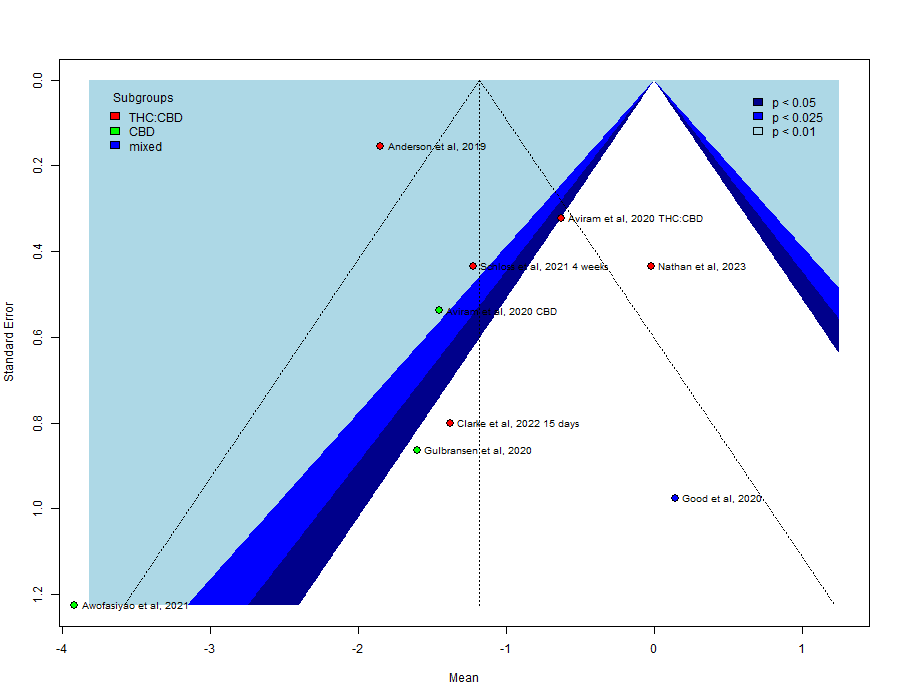 Subgroups
THC:CBD
CBD
mixed
p < 0.05
p < 0.025
p < 0.01
Anderson et al, 2019
Aviram et al, 2020 THC:CBD
et al, 2021 4 weeks
Nathan et al, 2023
Aviram et al, 2020 CBD
Clarke et al, 2022 15 days
Gulbransen et al, 2020
Good et al, 2020
Awofasiyao et al, 2021
Standard Error
0.0
0.2
0.4
0.6
0.8
1.0
1.2
-4
-3
-2
-1
0
1
Mean